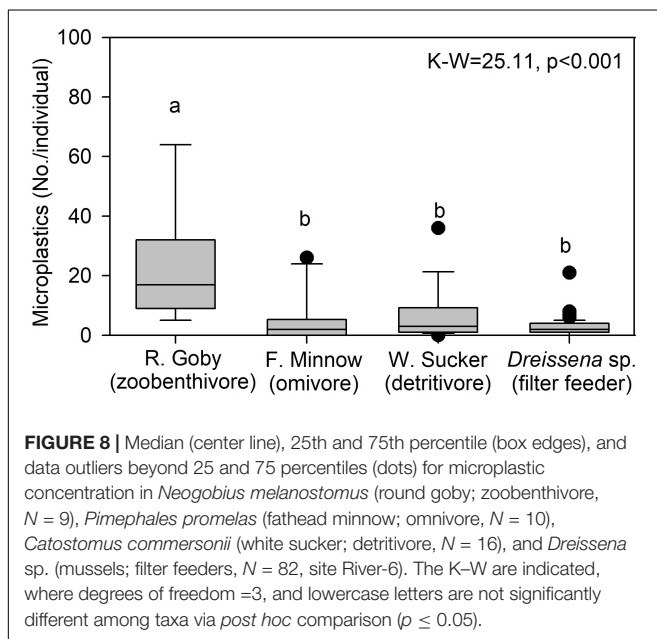 100
80
60
40
20
0
Microplastics (No./individual)
K-W=25.11, p<0.001
a
b
b
b
R. Goby
(zoobenthivore)
F. Minnow
(omivore)
W. Sucker
(detritivore)
Dreissena sp.
(filter feeder)
FIGURE 8 | Median (center line), 25th and 75th percentile (box edges), and
data outliers beyond 25 and 75 percentiles (dots) for microplastic
concentration in Neogobius melanostomus (round goby; zoobenthivore,
N = 9), Pimephales promelas (fathead minnow; omnivore, N = 10),
Catostomus commersonii (white sucker; detritivore, N = 16), and Dreissena
sp. (mussels; filter feeders, N = 82, site River-6). The K–W are indicated,
where degrees of freedom =3, and lowercase letters are not significantly
different among taxa via post hoc comparison (p ≤ 0.05).